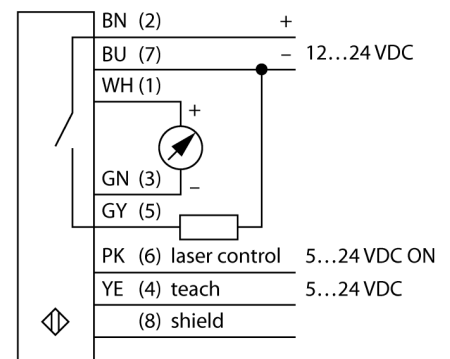 BN (2) +
BU (7) – 12...24 VDC
WH (1)
+
GN (3) –
GY (5)
PK (6) laser control 5...24 VDC ON
YE (4) teach 5...24 VDC
(8) shield